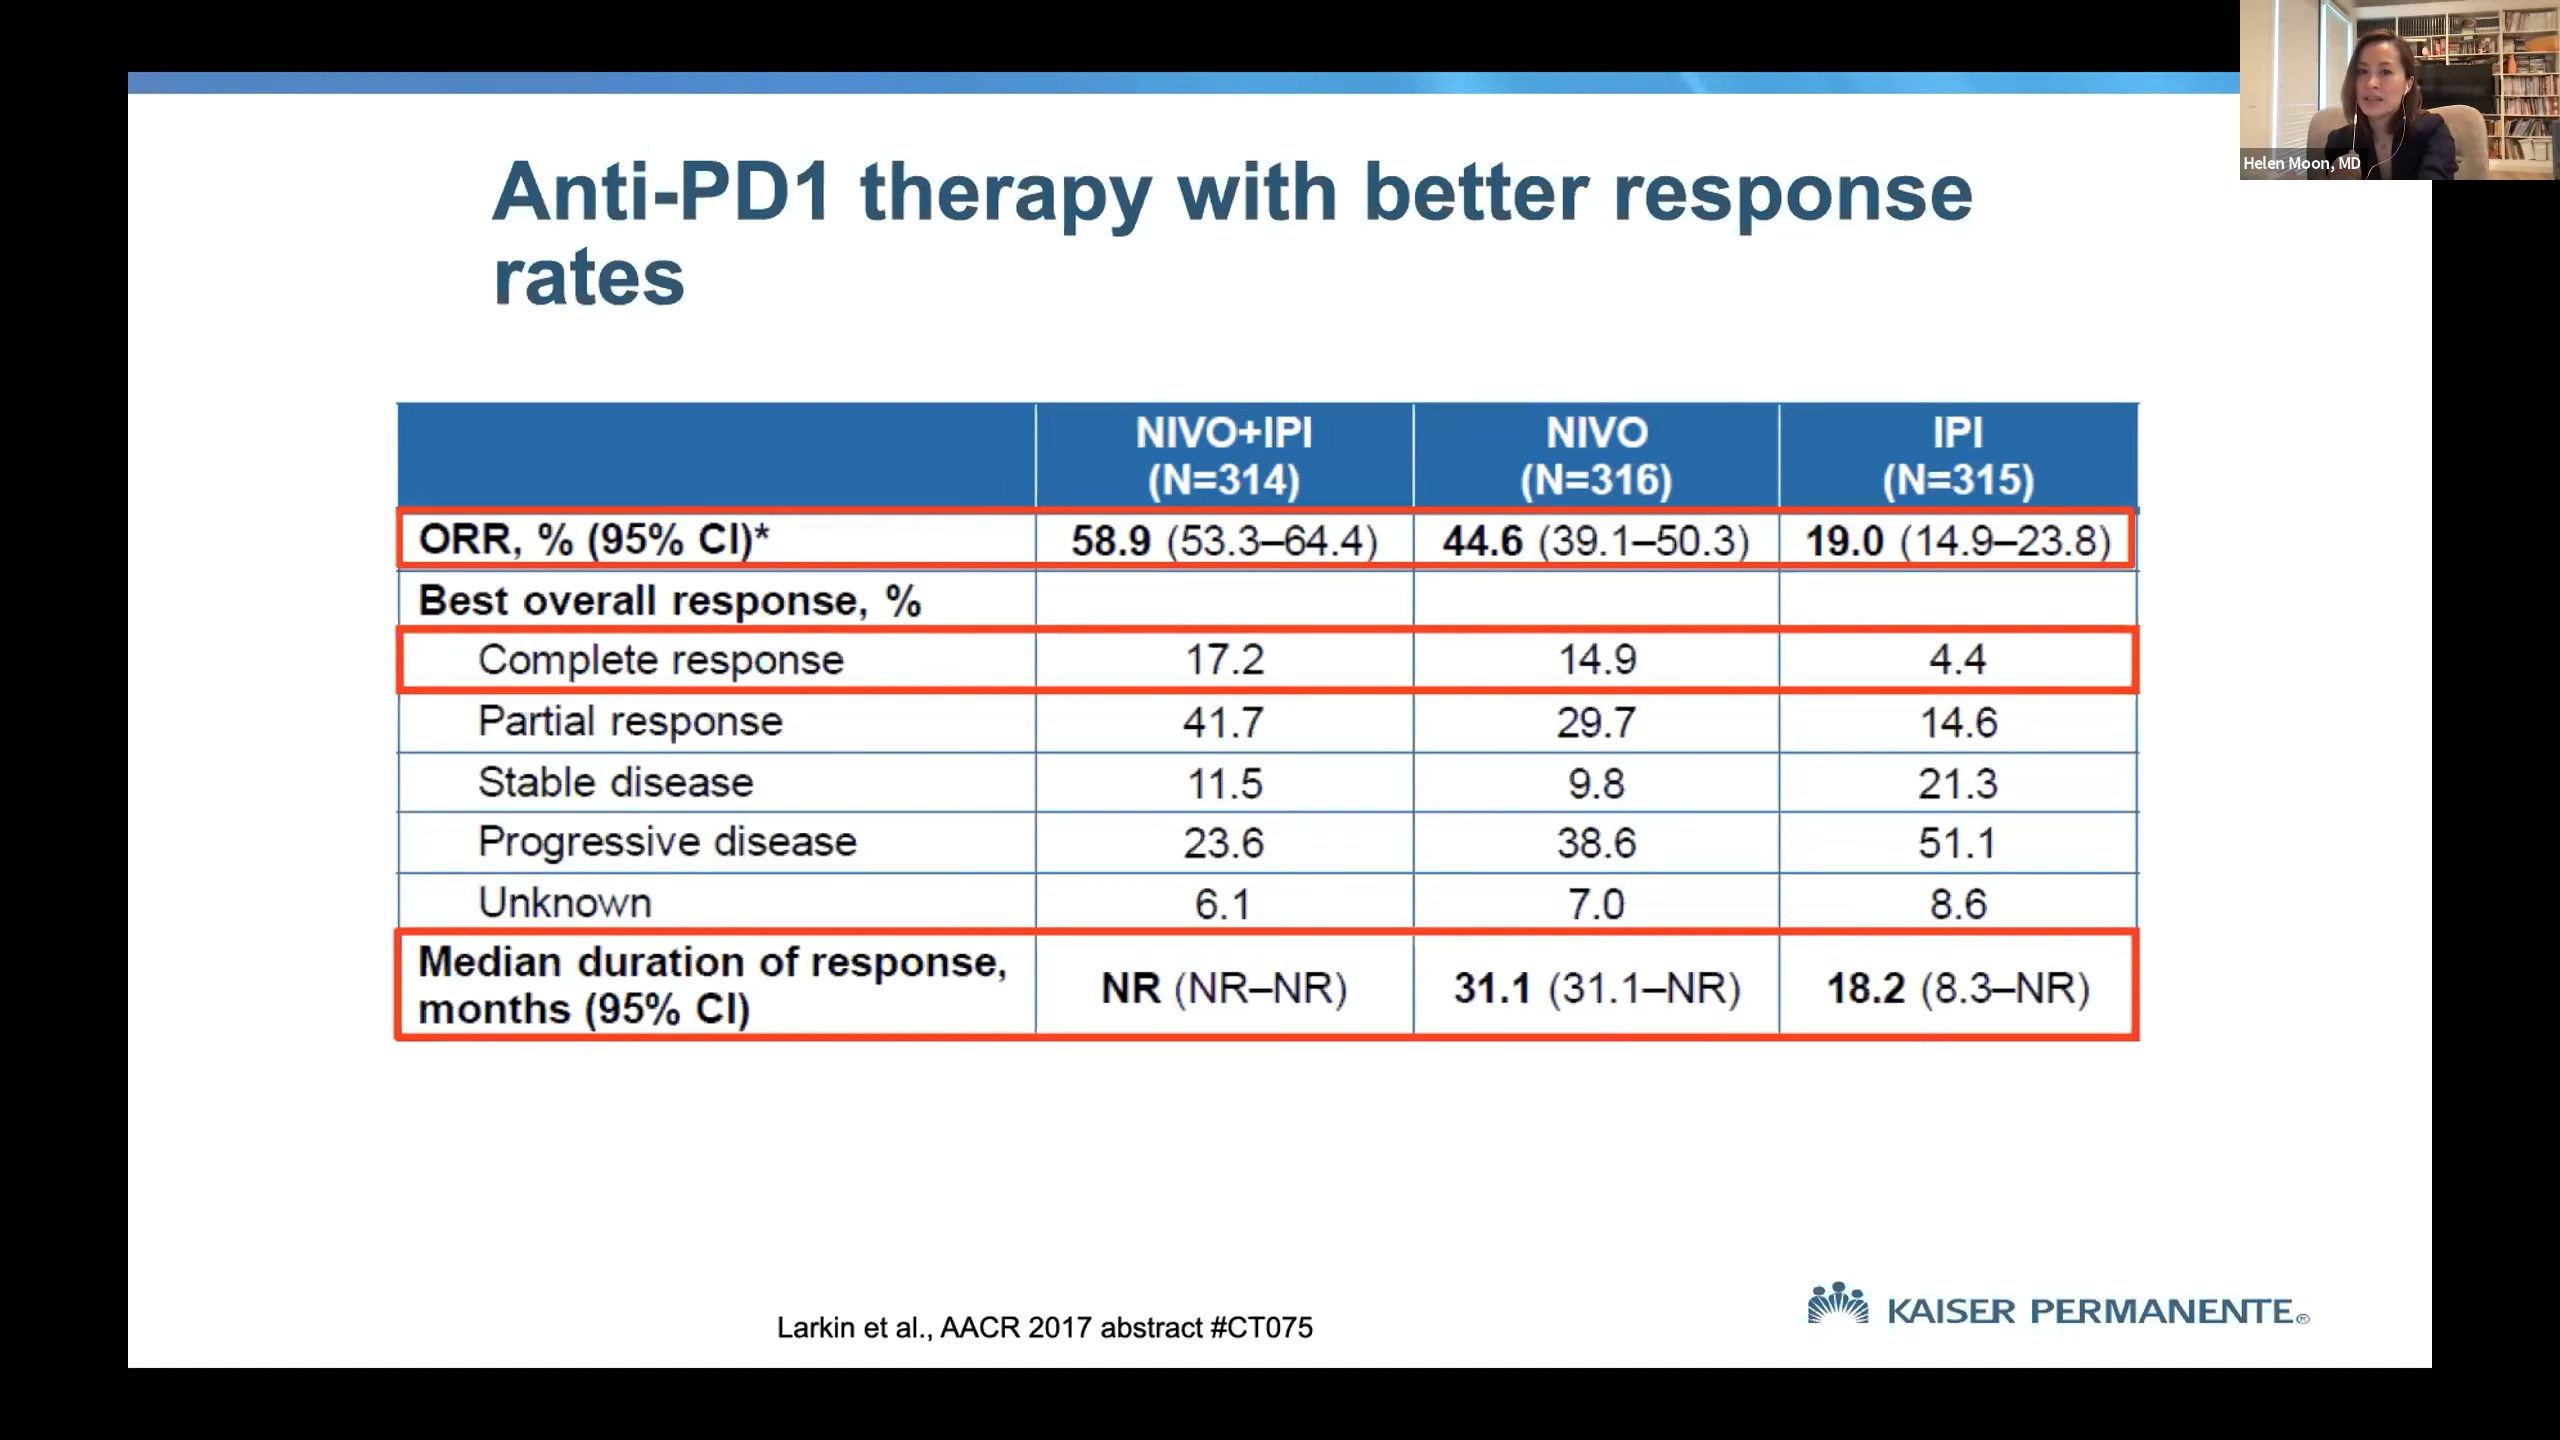 Helen Moon, MD
Anti-PD1 therapy with better response
rates
NIVO+IPI
(N=314)
NIVO
(N=316)
IPI
(N=315)
ORR, % (95% CI)* 58.9 (53.3–64.4) 44.6 (39.1–50.3) 19.0 (14.9–23.8)
Best overall response, %
Complete response 17.2 14.9 4.4
Partial response 41.7 29.7 14.6
Stable disease 11.5 9.8 21.3
Progressive disease 23.6 38.6 51.1
Unknown 6.1 7.0 8.6
Median duration of response,
months (95% CI) NR (NR–NR) 31.1 (31.1–NR) 18.2 (8.3–NR)
Larkin et al., AACR 2017 abstract #CT075
KAISER PERMANENTE®